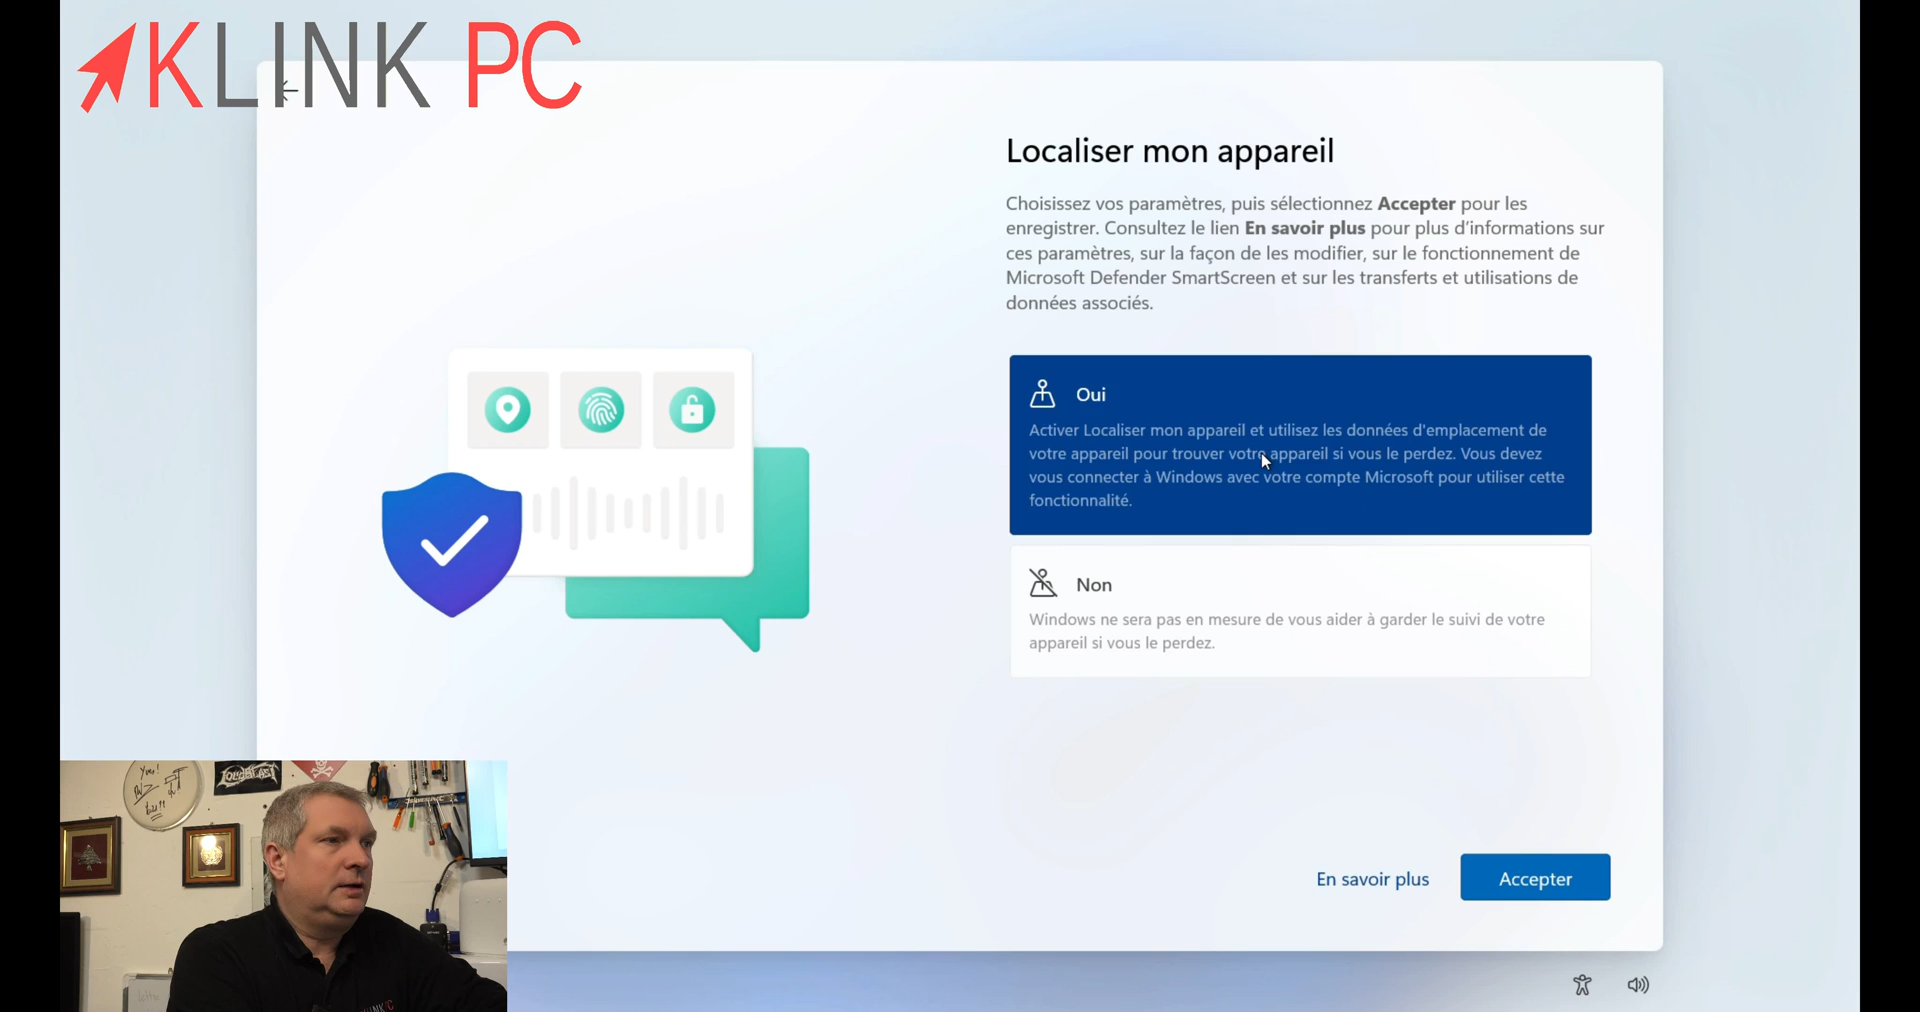 KLINK PC
Localiser mon appareil
Choisissez vos paramètres, puis sélectionnez Accepter pour les
enregistrer. Consultez le lien En savoir plus pour plus d'informations sur
ces paramètres, sur la façon de les modifier, sur le fonctionnement de
Microsoft Defender SmartScreen et sur les transferts et utilisations de
données associés.
Oui
Activer Localiser mon appareil et utilisez les données d'emplacement de
votre appareil pour trouver votre appareil si vous le perdez. Vous devez
vous connecter à Windows avec votre compte Microsoft pour utiliser cette
fonctionnalité.
Non
Windows ne sera pas en mesure de vous aider à garder le suivi de votre
appareil si vous le perdez.
En savoir plus
Accepter
LOUDBLAST